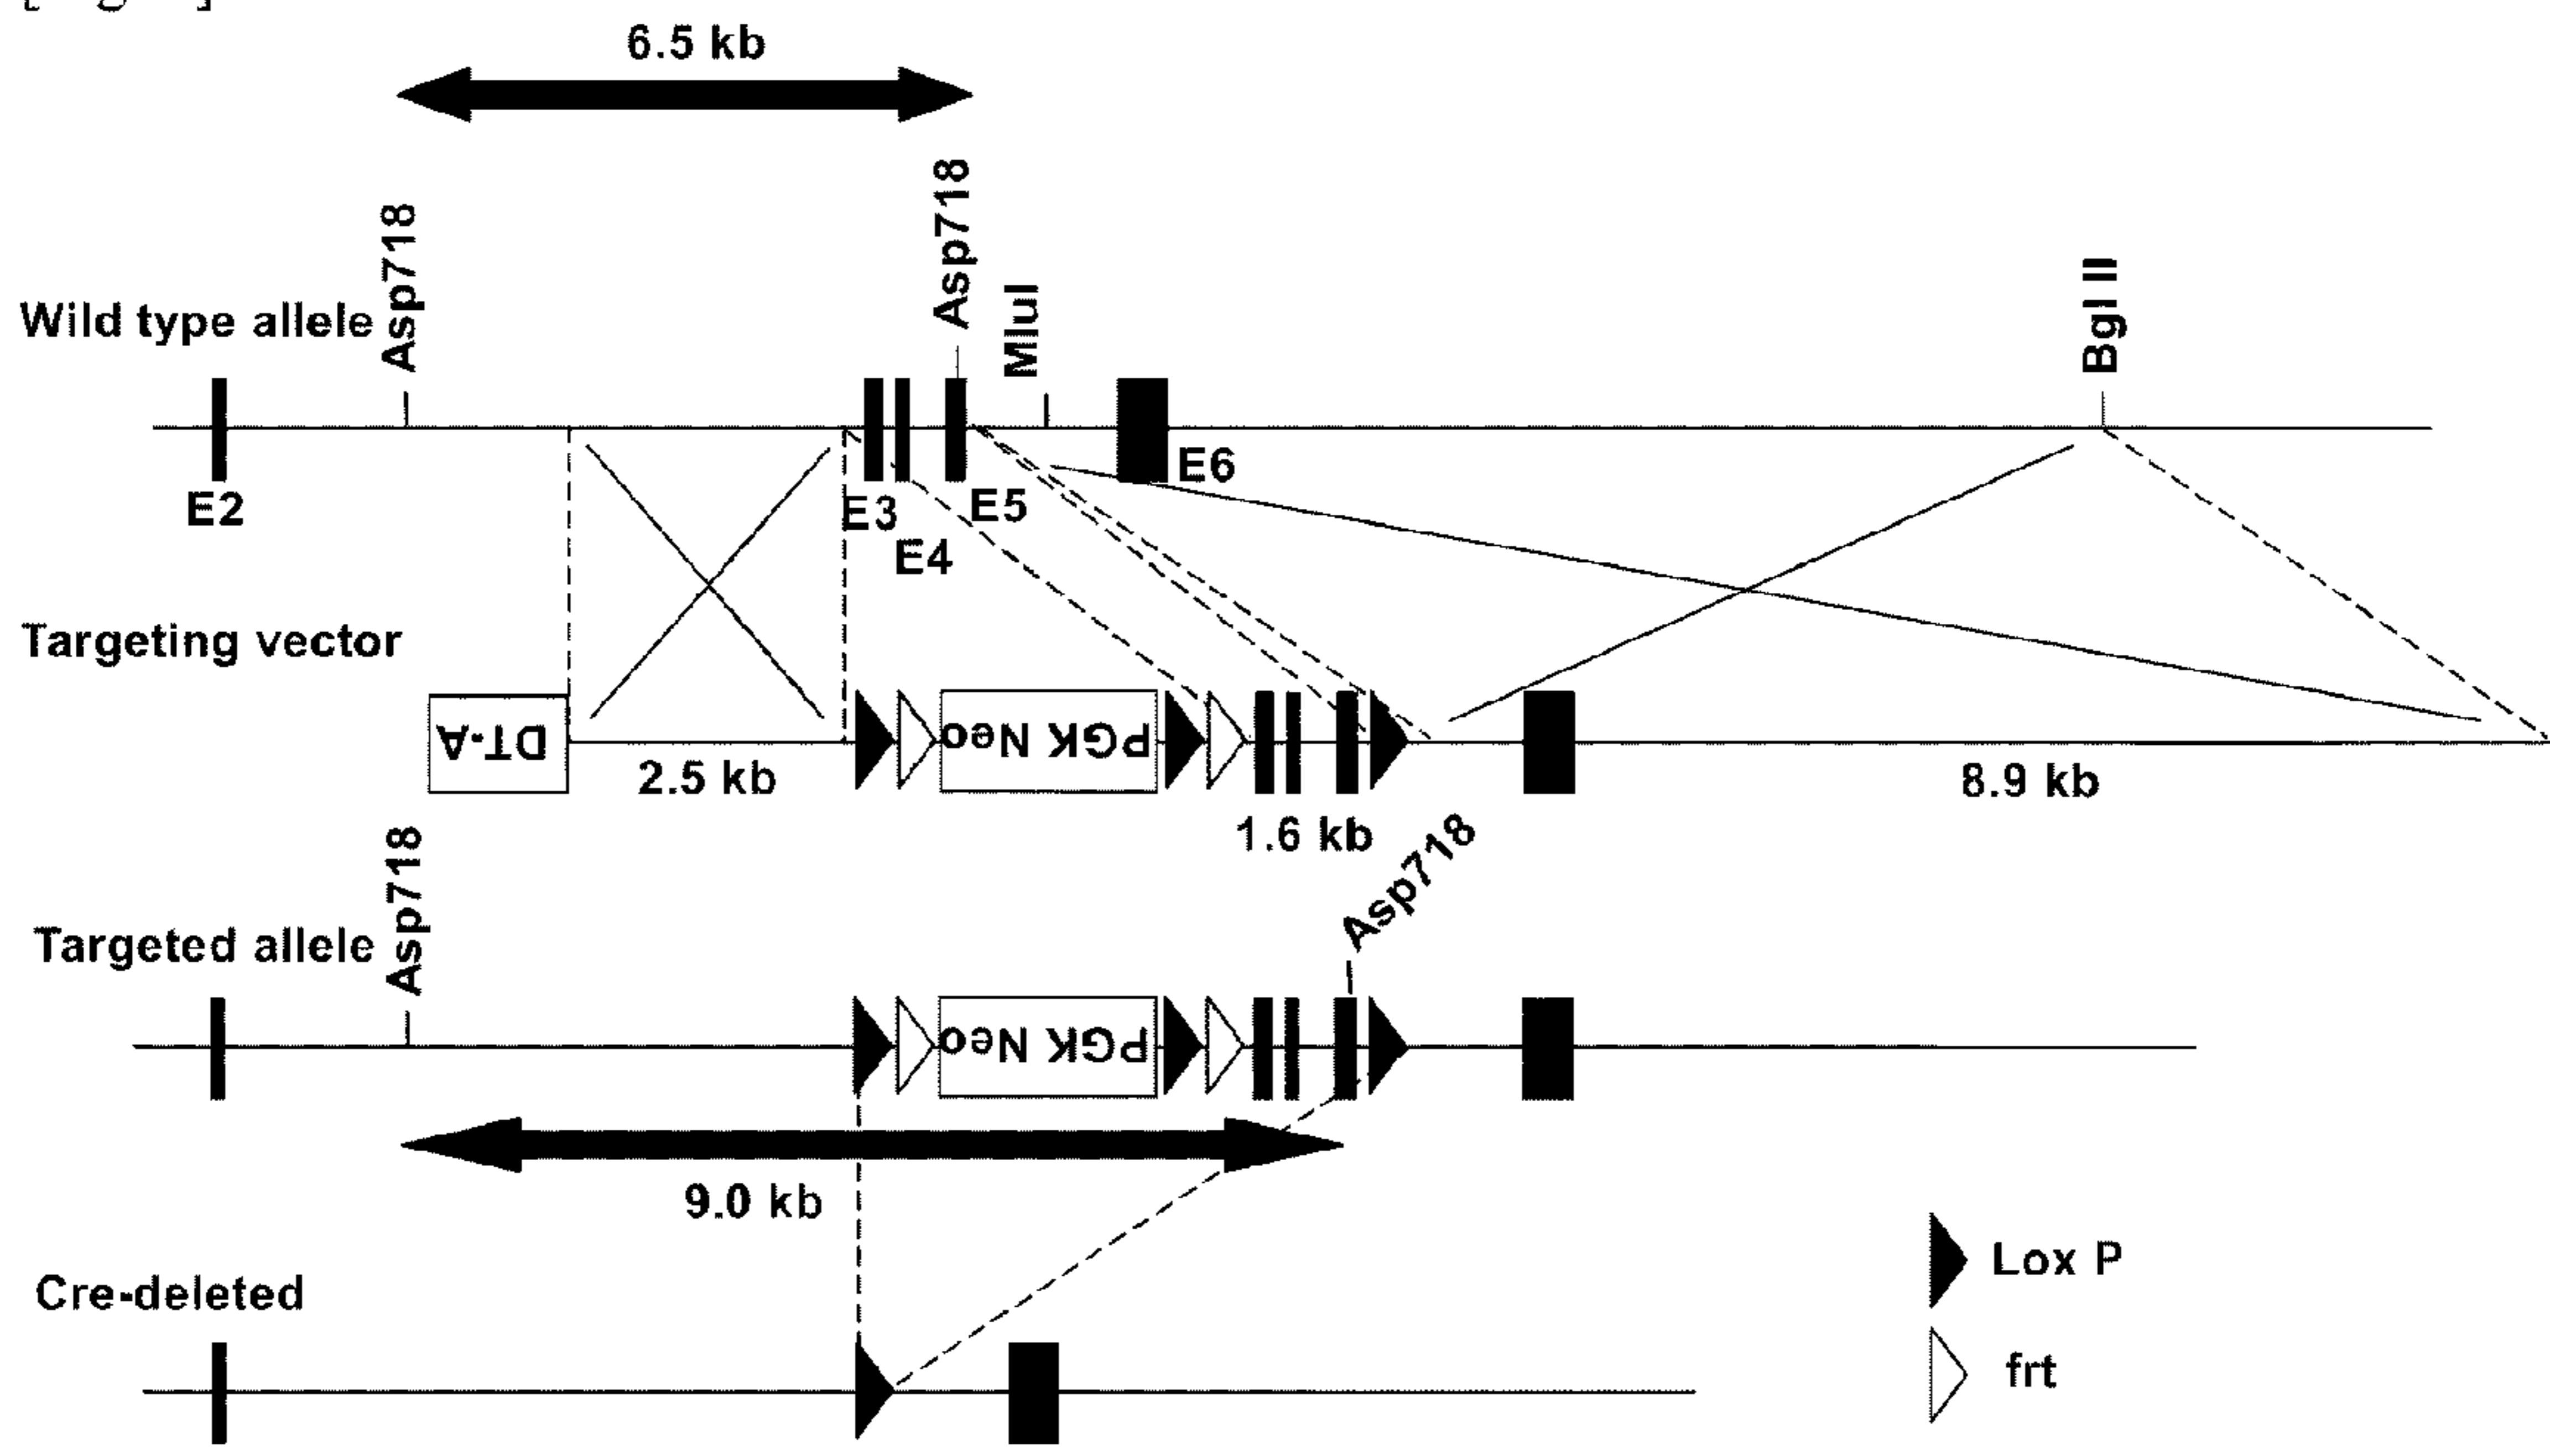 6.5 kb
Asp718
Asp718
MluI
Bgl II
Wild type allele
E2
E3
E4
E5
E6
Targeting vector
DT-A
PGK Neo
2.5 kb
1.6 kb
8.9 kb
Asp718
Asp718
Targeted allele
PGK Neo
9.0 kb
Cre-deleted
Lox P
frt